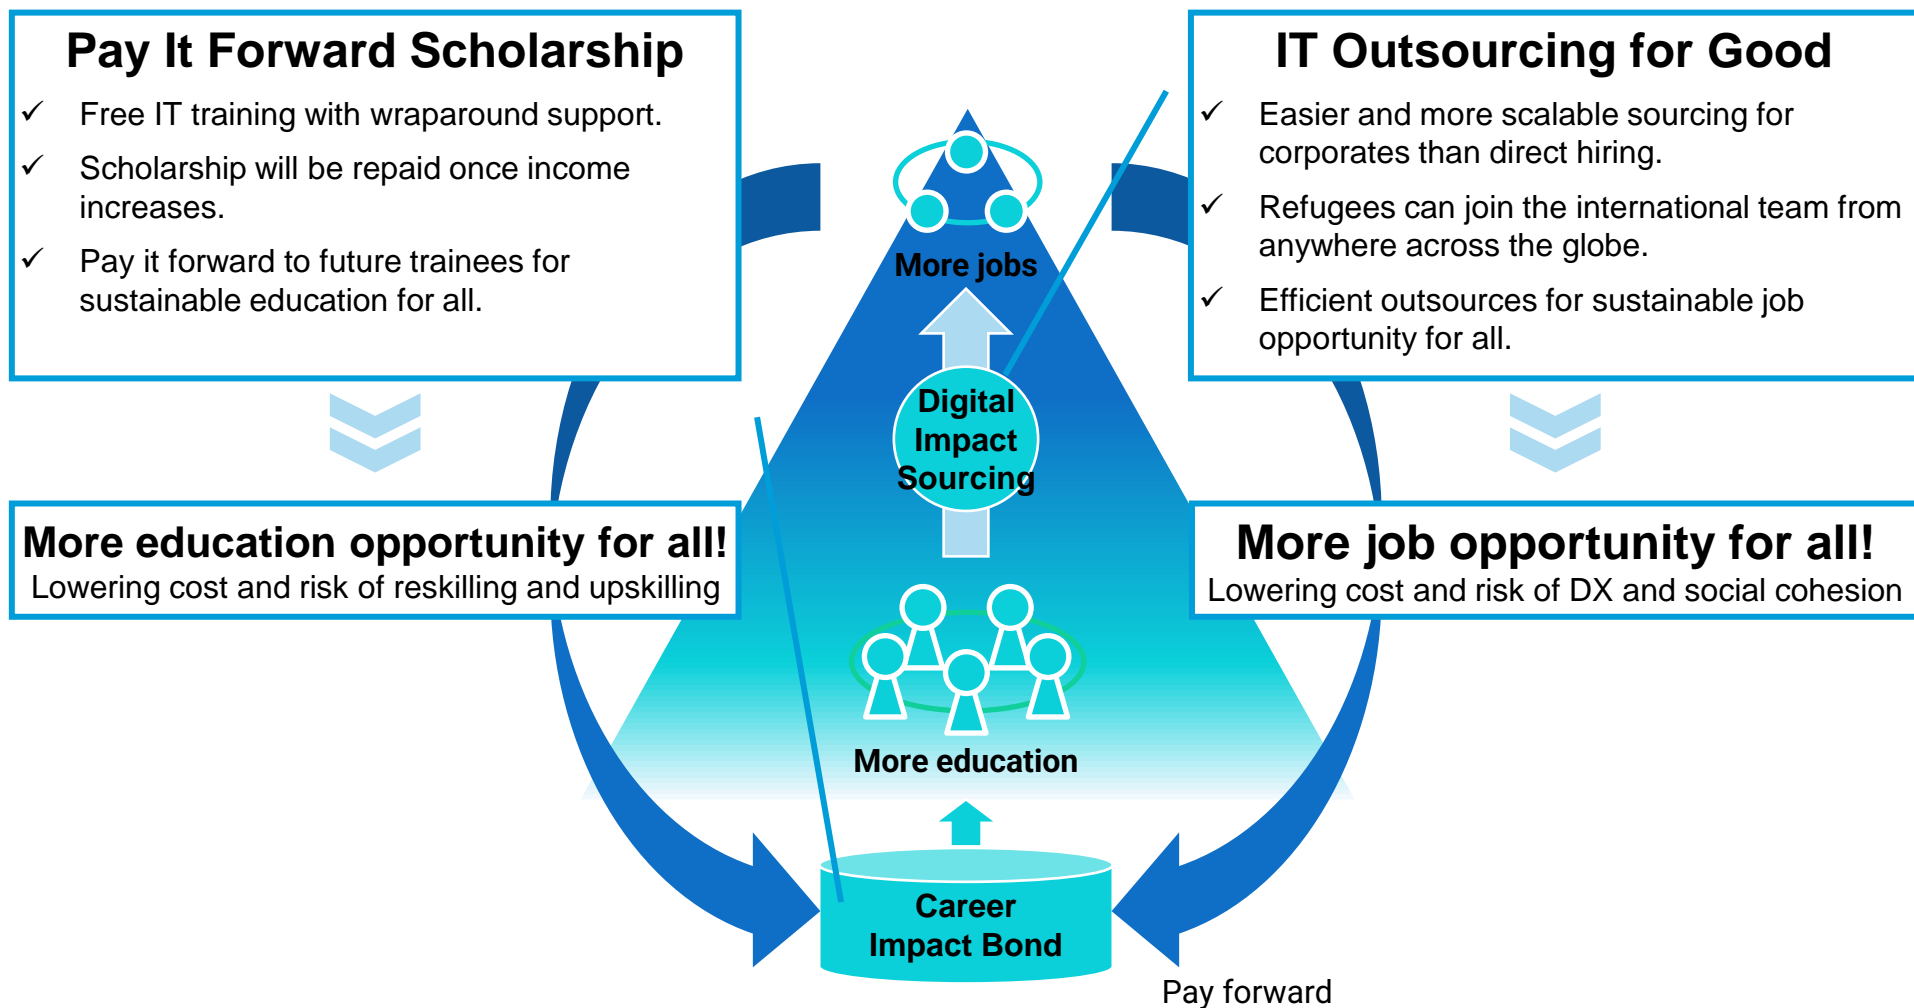 Pay It Forward Scholarship
✓ Free IT training with wraparound support.
✓ Scholarship will be repaid once income
increases.
✓ Pay it forward to future trainees for
sustainable education for all.
More education opportunity for all!
Lowering cost and risk of reskilling and upskilling
More jobs
Digital
Impact
Sourcing
More education
Career
Impact Bond
IT Outsourcing for Good
✓ Easier and more scalable sourcing for
corporates than direct hiring.
✓ Refugees can join the international team from
anywhere across the globe.
✓ Efficient outsources for sustainable job
opportunity for all.
More job opportunity for all!
Lowering cost and risk of DX and social cohesion
Pay forward